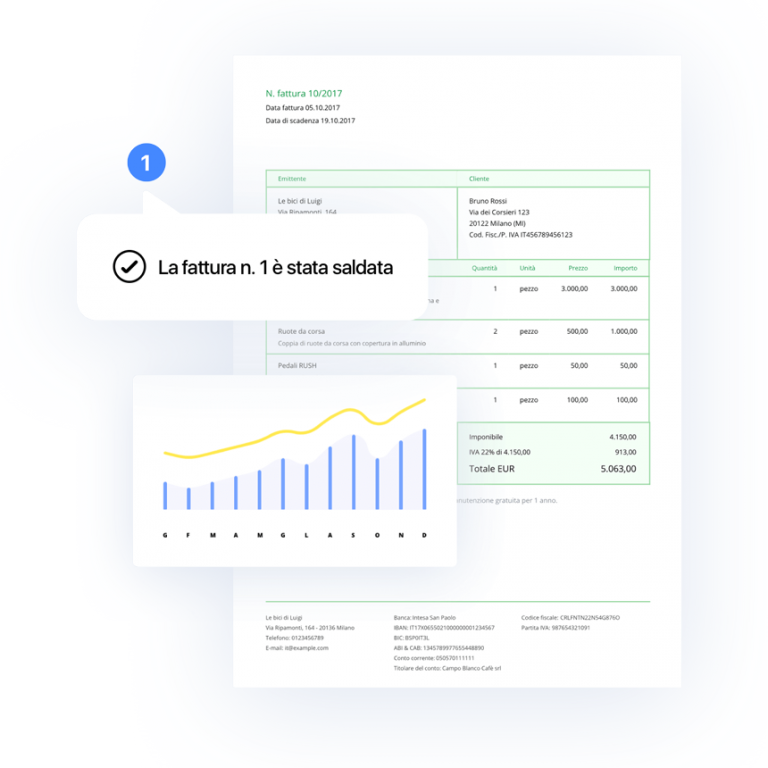 N. fattura 10/2017
Data fattura 05.10.2017
Data di scadenza 19.10.2017
1
Emittente Cliente
Le bici di Luigi Bruno Rossi
Via Ripamonti, 164 Via dei Corsieri 123
20122 Milano (MI)
Cod. Fisc./P. IVA IT456789456123
La fattura n. 1 è stata saldata
Quantità Unità Prezzo Importo
1 pezzo 3.000,00 3.000,00
e
Ruote da corsa 2 pezzo 500,00 1.000,00
Coppia di ruote da corsa con copertura in alluminio
Pedali RUSH 1 pezzo 50,00 50,00
1 pezzo 100,00 100,00
Imponibile 4.150,00
IVA 22% di 4.150,00 913,00
Totale EUR 5.063,00
gratuita per 1 anno.
G F M A M G L A S O N D
Le bici di Luigi
Via Ripamonti, 164 - 20136 Milano
Telefono: 0123456789
E-mail: it@example.com
Banca: Intesa San Paolo
IBAN: IT17X0655021000000001234567
BIC: BSPOIT3L
ABI & CAB: 1345789977655448890
Conto corrente: 050570111111
Titolare del conto: Campo Blanco Cafè srl
Codice fiscale: CRLFNTN22N54G876O
Partita IVA: 987654321091